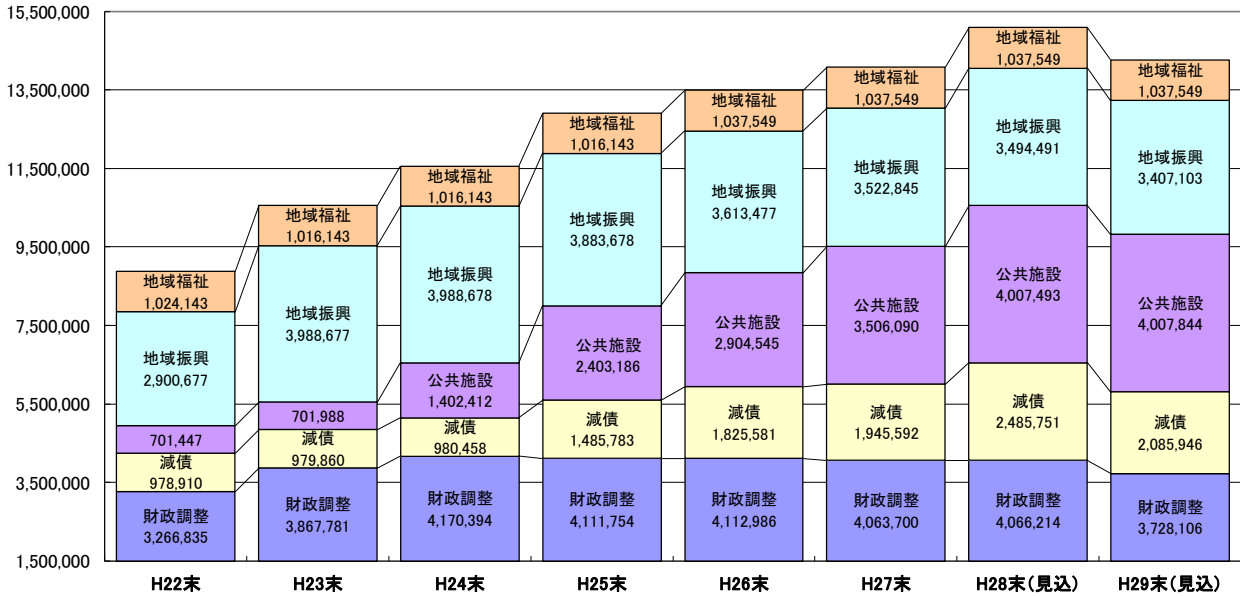 15,500,000
13,500,000
11,500,000
9,500,000
7,500,000
5,500,000
3,500,000
1,500,000
地域福祉
1,024,143
地域振興
2,900,677
701,447
減債
978,910
財政調整
3,266,835
H22末
地域福祉
1,016,143
地域振興
3,988,677
701,988
減債
979,860
財政調整
3,867,781
H23末
地域福祉
1,016,143
地域振興
3,988,678
公共施設
1,402,412
減債
980,458
財政調整
4,170,394
H24末
地域福祉
1,016,143
地域振興
3,883,678
公共施設
2,403,186
減債
1,485,783
財政調整
4,111,754
H25末
地域福祉
1,037,549
地域振興
3,613,477
公共施設
2,904,545
減債
1,825,581
財政調整
4,112,986
H26末
地域福祉
1,037,549
地域振興
3,522,845
公共施設
3,506,090
減債
1,945,592
財政調整
4,063,700
H27末
地域福祉
1,037,549
地域振興
3,494,491
公共施設
4,007,493
減債
2,485,751
財政調整
4,066,214
H28末(見込)
地域福祉
1,037,549
地域振興
3,407,103
公共施設
4,007,844
減債
2,085,946
財政調整
3,728,106
H29末(見込)